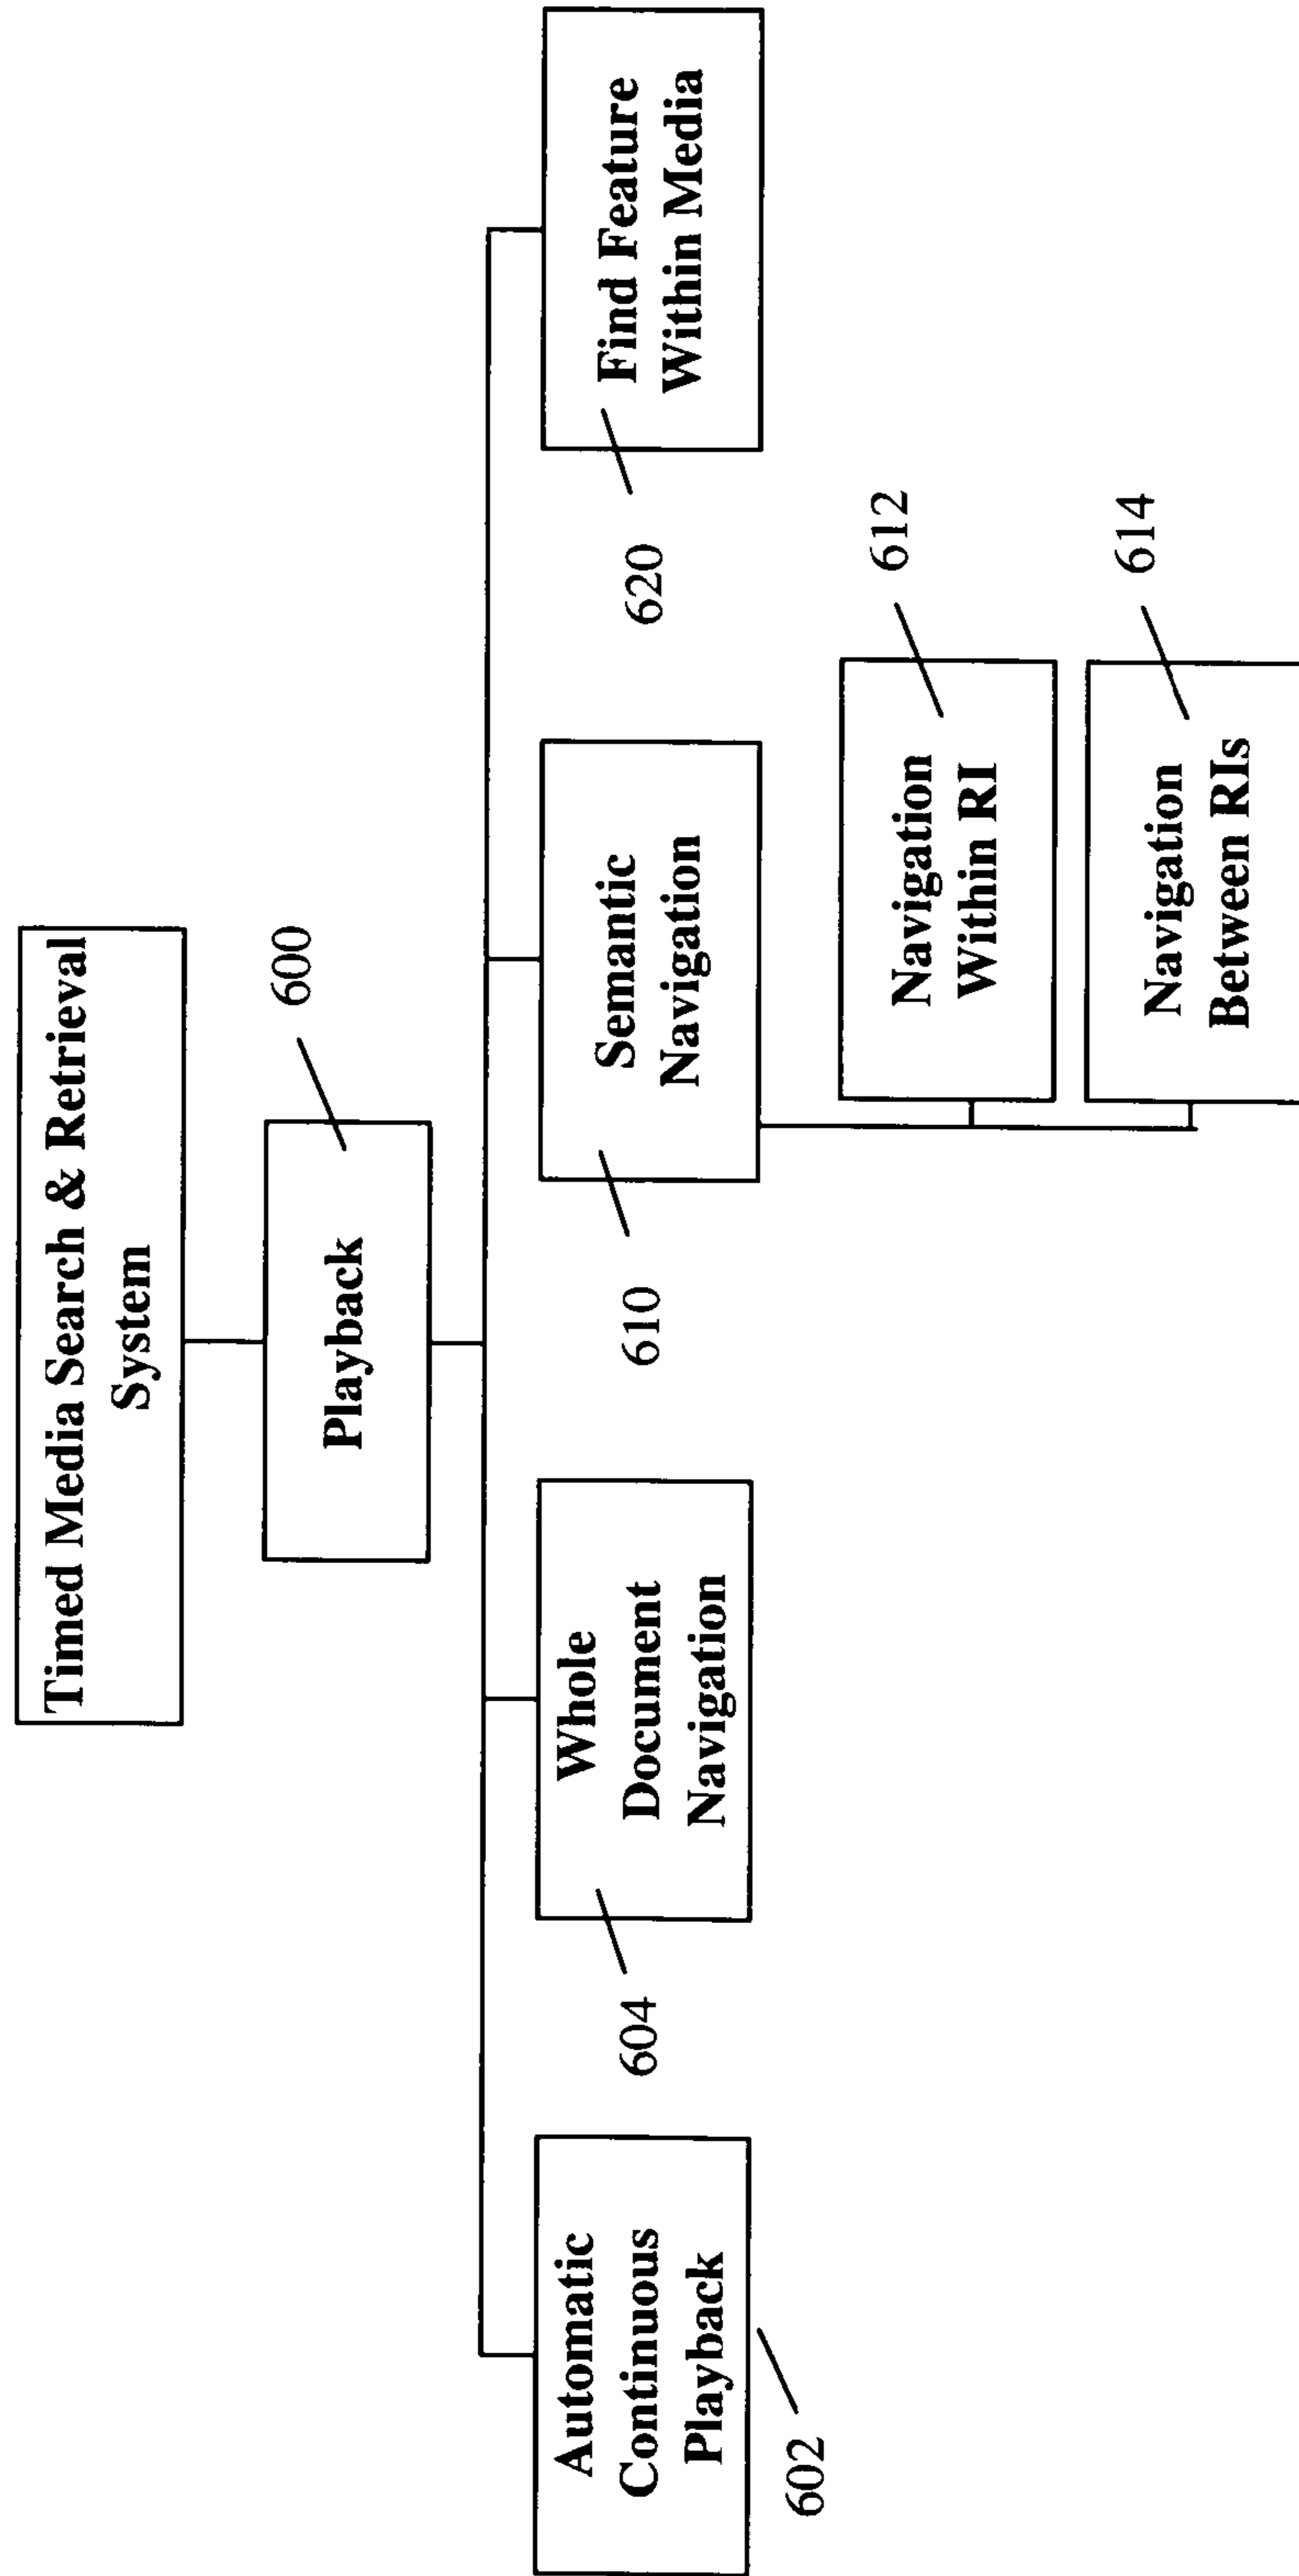 Timed Media Search & Retrieval
System
600
Playback
Automatic
Continuous
Playback
602
Whole
Document
Navigation
604
Semantic
Navigation
610
Find Feature
Within Media
620
Navigation
Within RI
612
Navigation
Between RIs
614